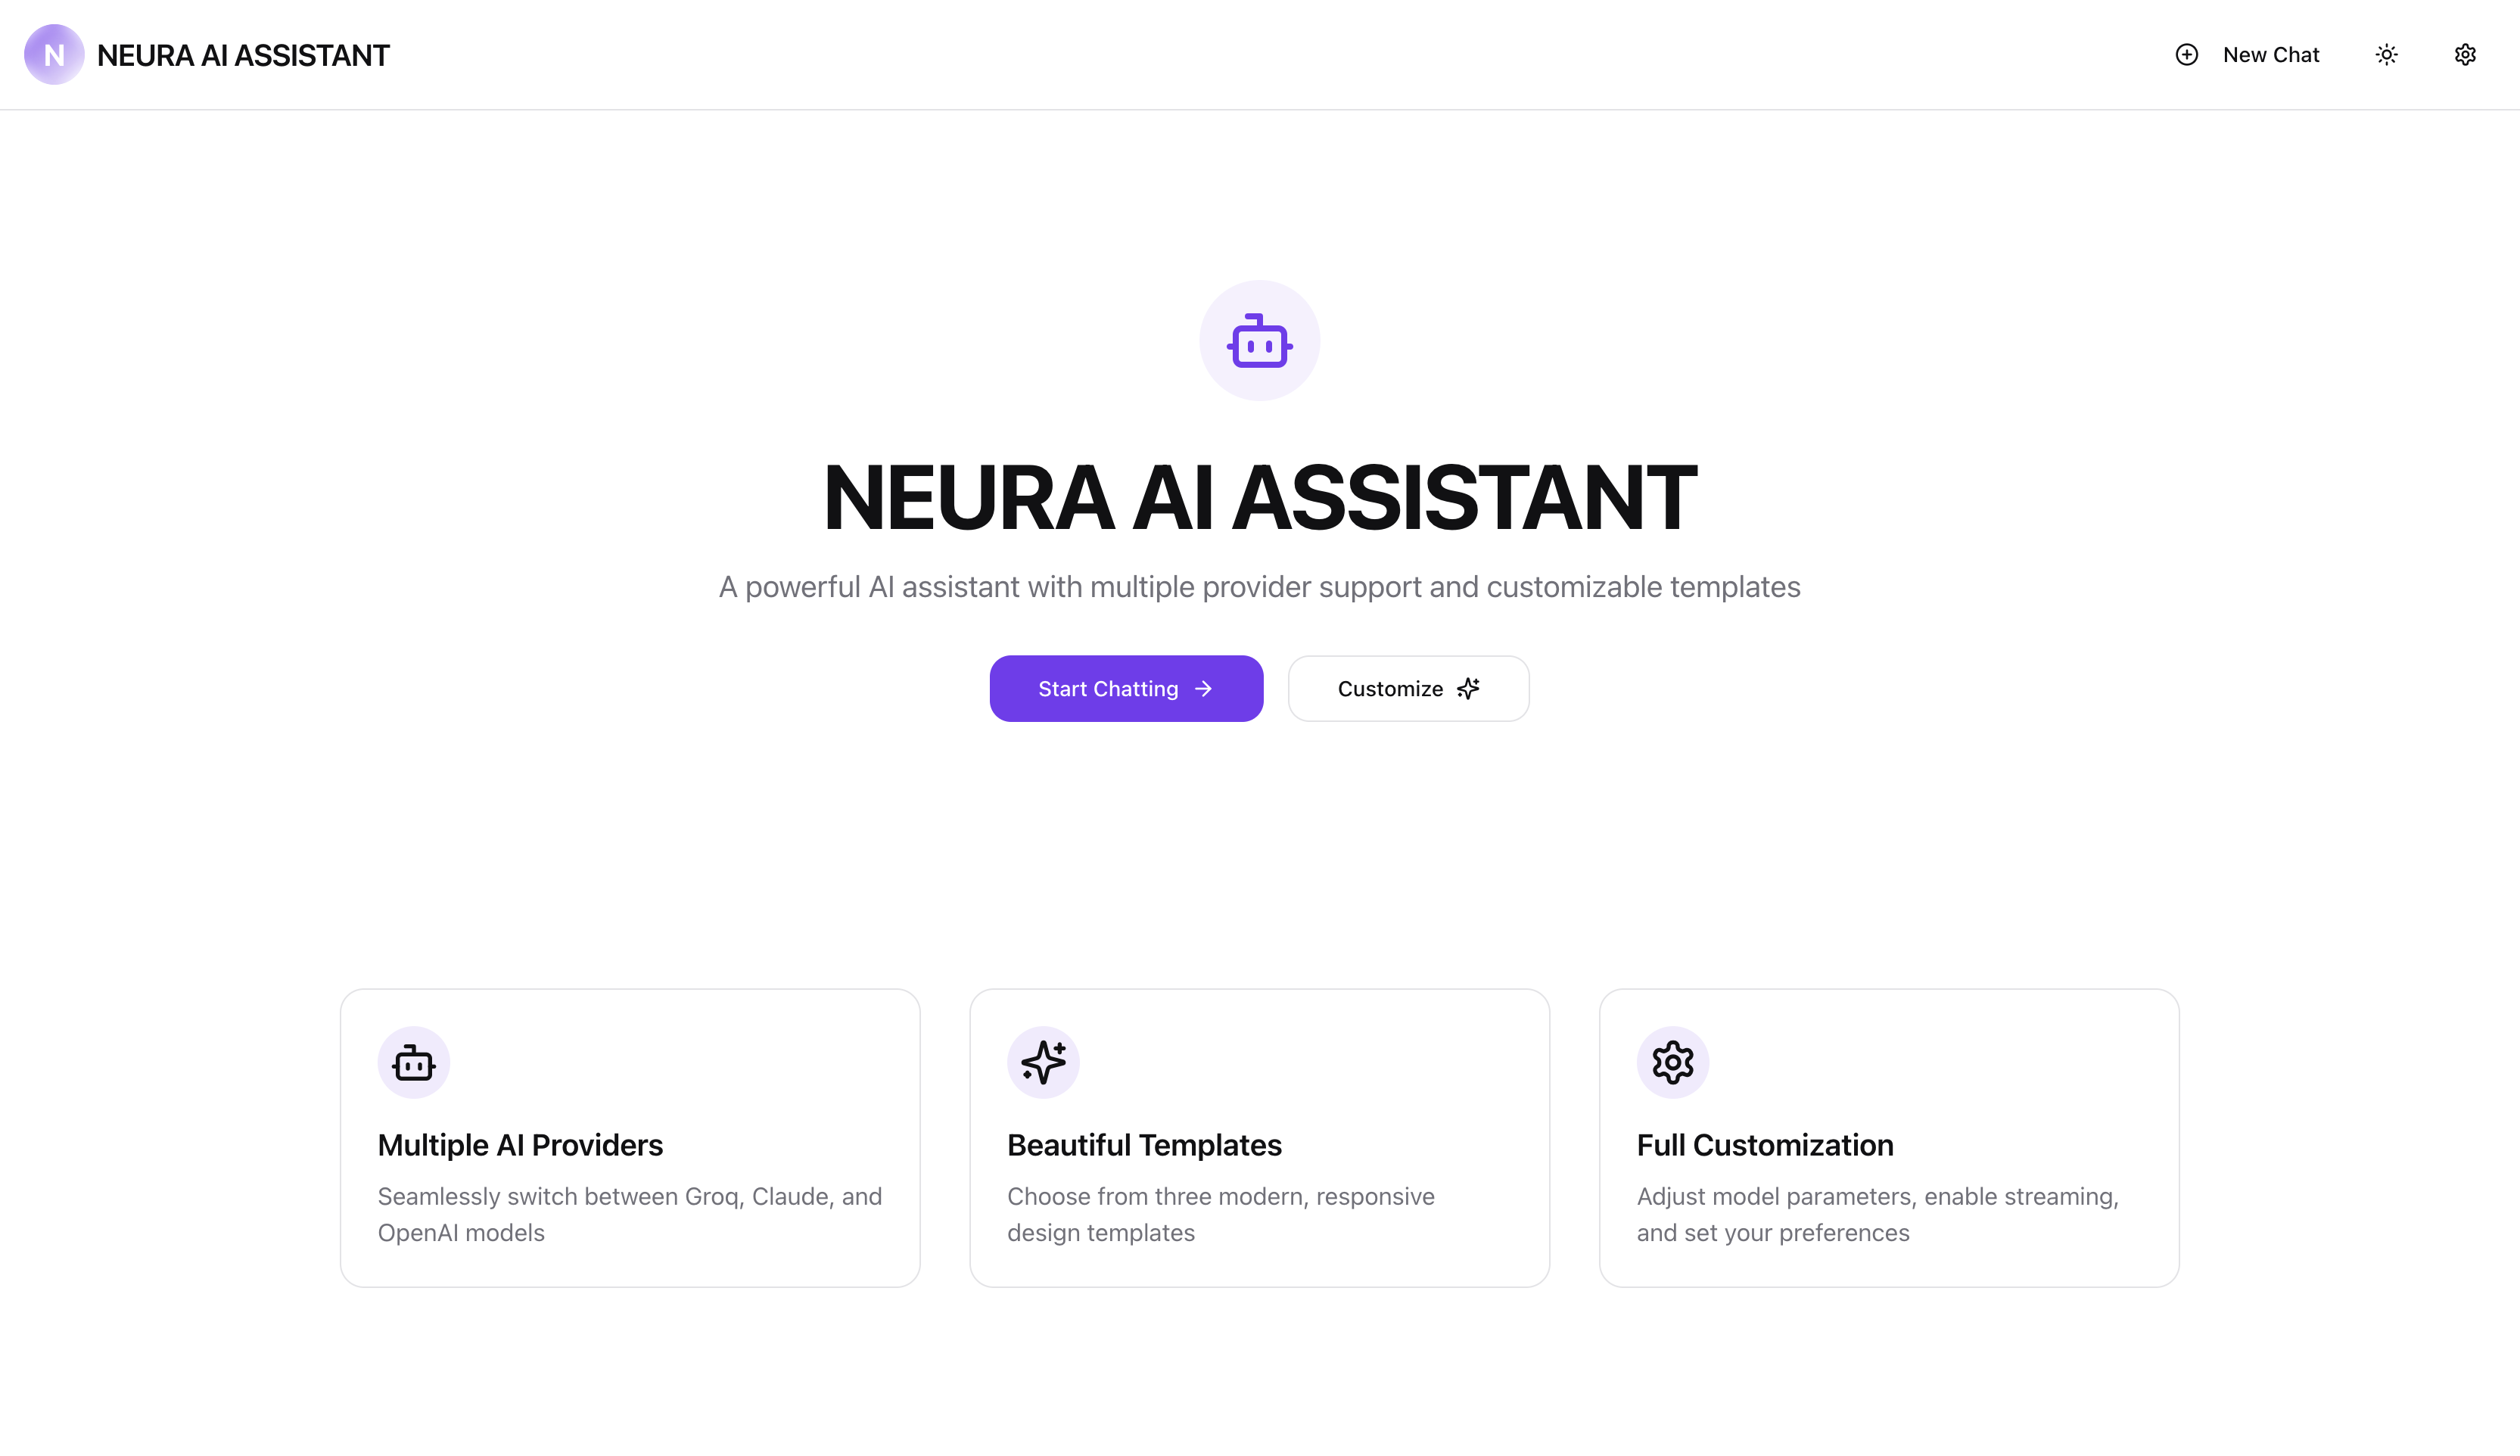 N
NEURA AI ASSISTANT
New Chat
NEURA AI ASSISTANT
A powerful AI assistant with multiple provider support and customizable templates
Start Chatting
Customize
Multiple AI Providers
Seamlessly switch between Groq, Claude, and
OpenAI models
Beautiful Templates
Choose from three modern, responsive
design templates
Full Customization
Adjust model parameters, enable streaming,
and set your preferences